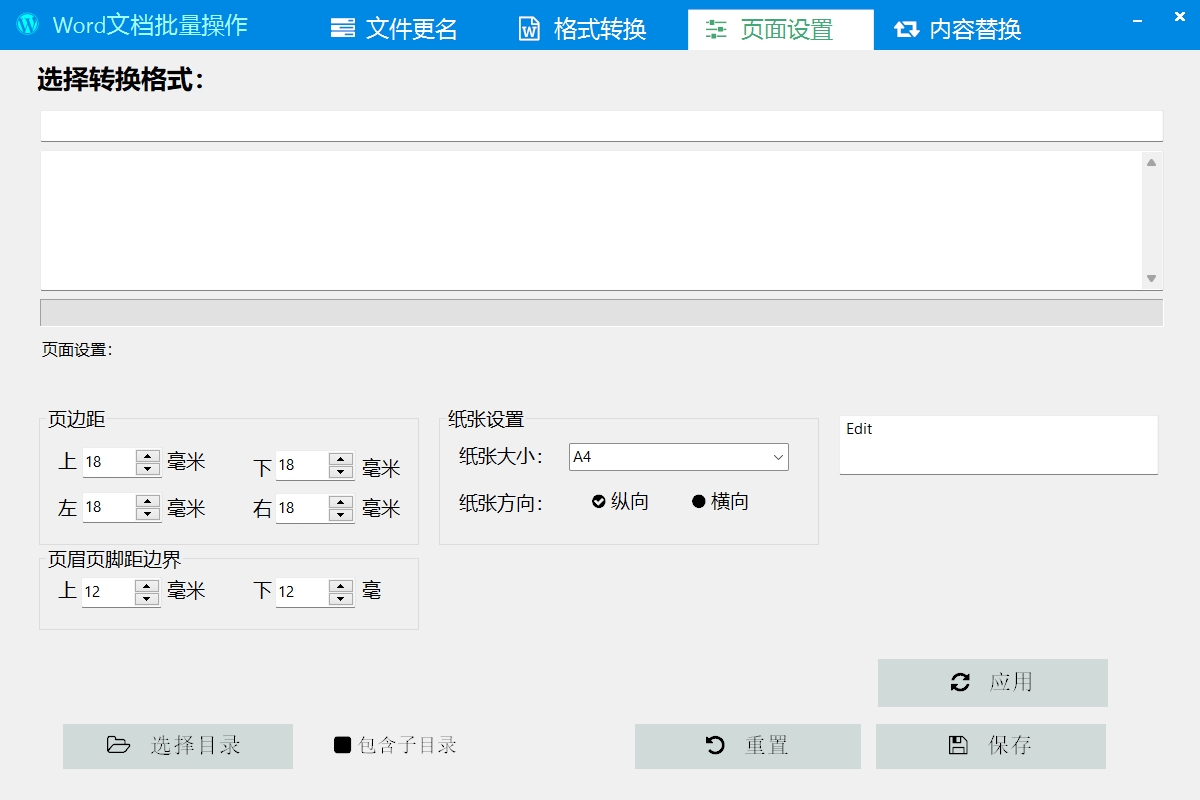 Word文档批量操作 文件更名 格式转换 页面设置 内容替换
选择转换格式：
页面设置：
页边距 纸张设置
Edit
上 18 毫米 下 18 毫米 纸张大小： A4
左 18 毫米 右 18 毫米 纸张方向： 纵向 横向
页眉页脚距边界
上 12 毫米 下 12 毫
应用
选择目录 包含子目录 重置 保存